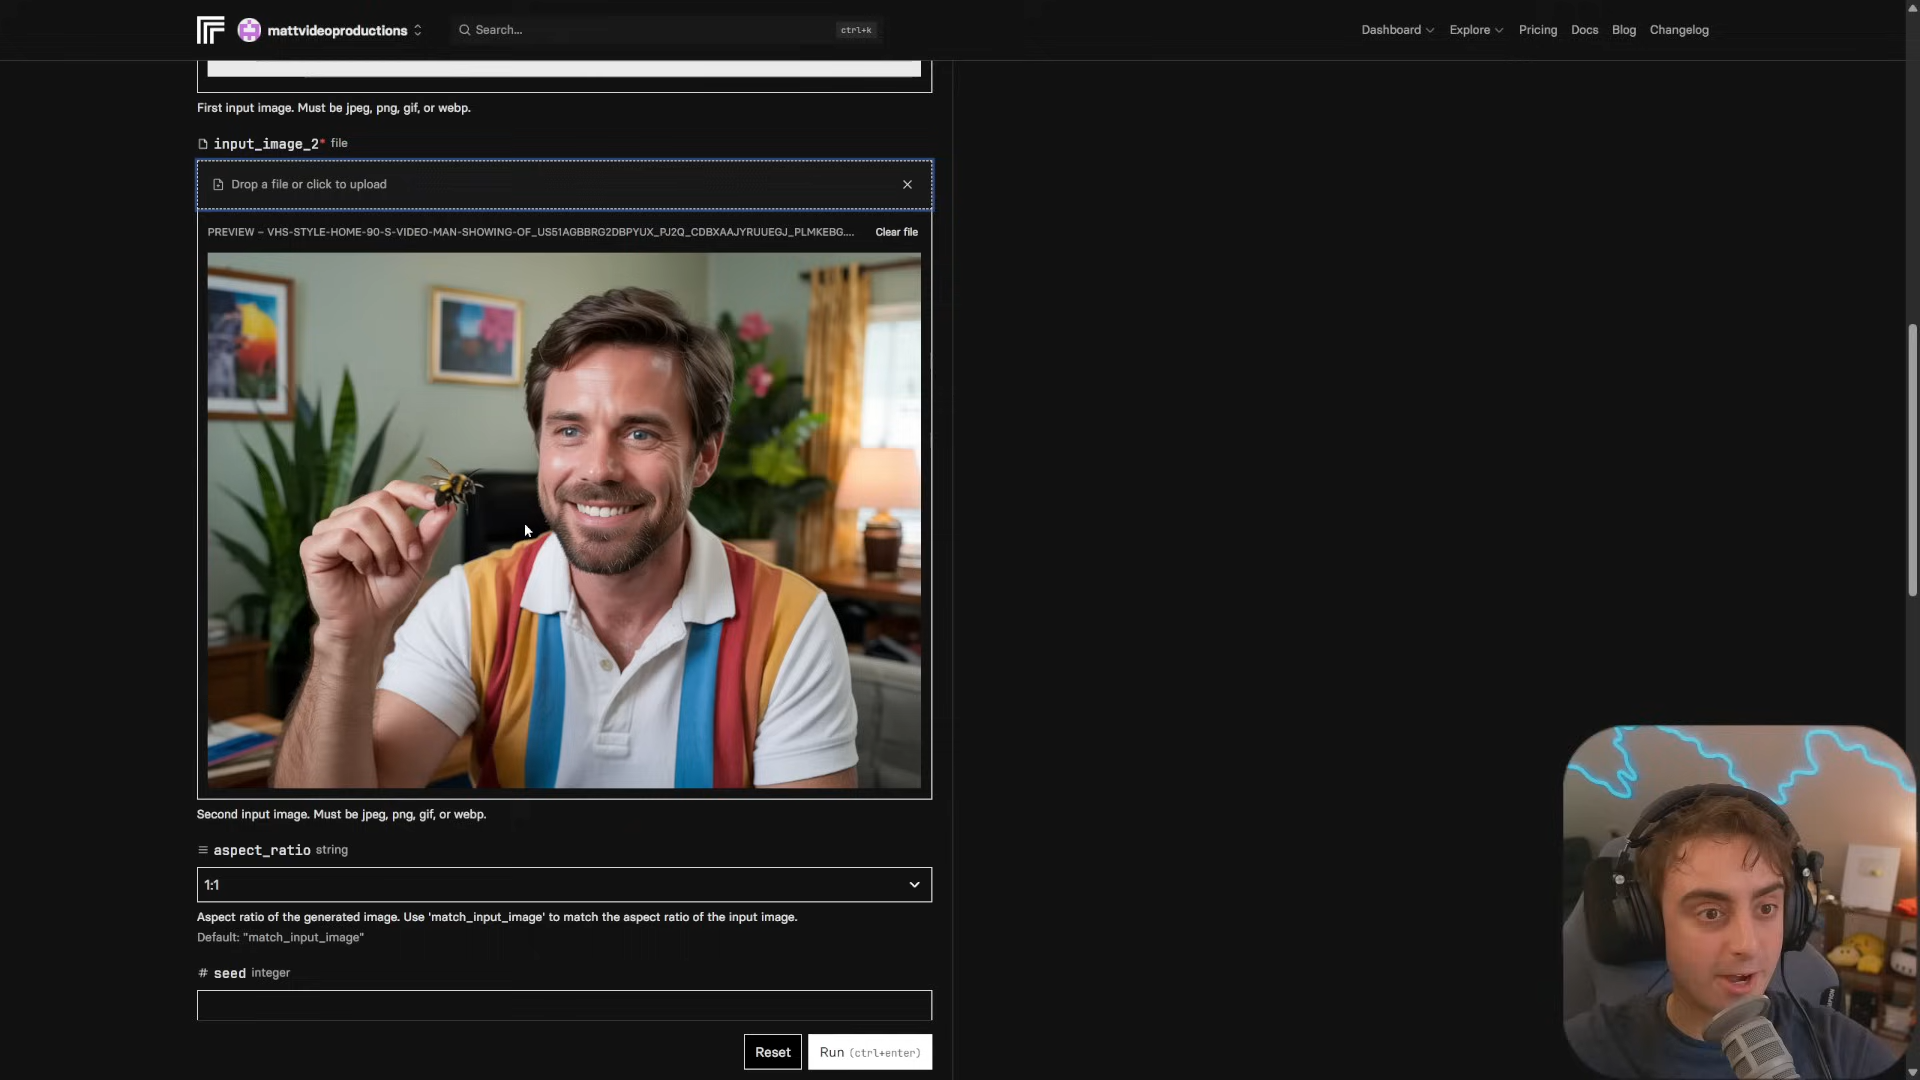 mattvideoproductions
Search...
ctrl+k
Dashboard
Explore
Pricing
Docs
Blog
Changelog
First input image. Must be jpeg, png, gif, or webp.
input_image_2* file
Drop a file or click to upload
PREVIEW – VHS-STYLE-HOME-90-S-VIDEO-MAN-SHOWING-OF_US51AGBBRG2DBPYUX_PJ2Q_CDBXAAJYRUUEGJ_PLMKEBG....
Clear file
Second input image. Must be jpeg, png, gif, or webp.
aspect_ratio string
1:1
Aspect ratio of the generated image. Use 'match_input_image' to match the aspect ratio of the input image.
Default: "match_input_image"
# seed integer
Reset
Run (ctrl+enter)